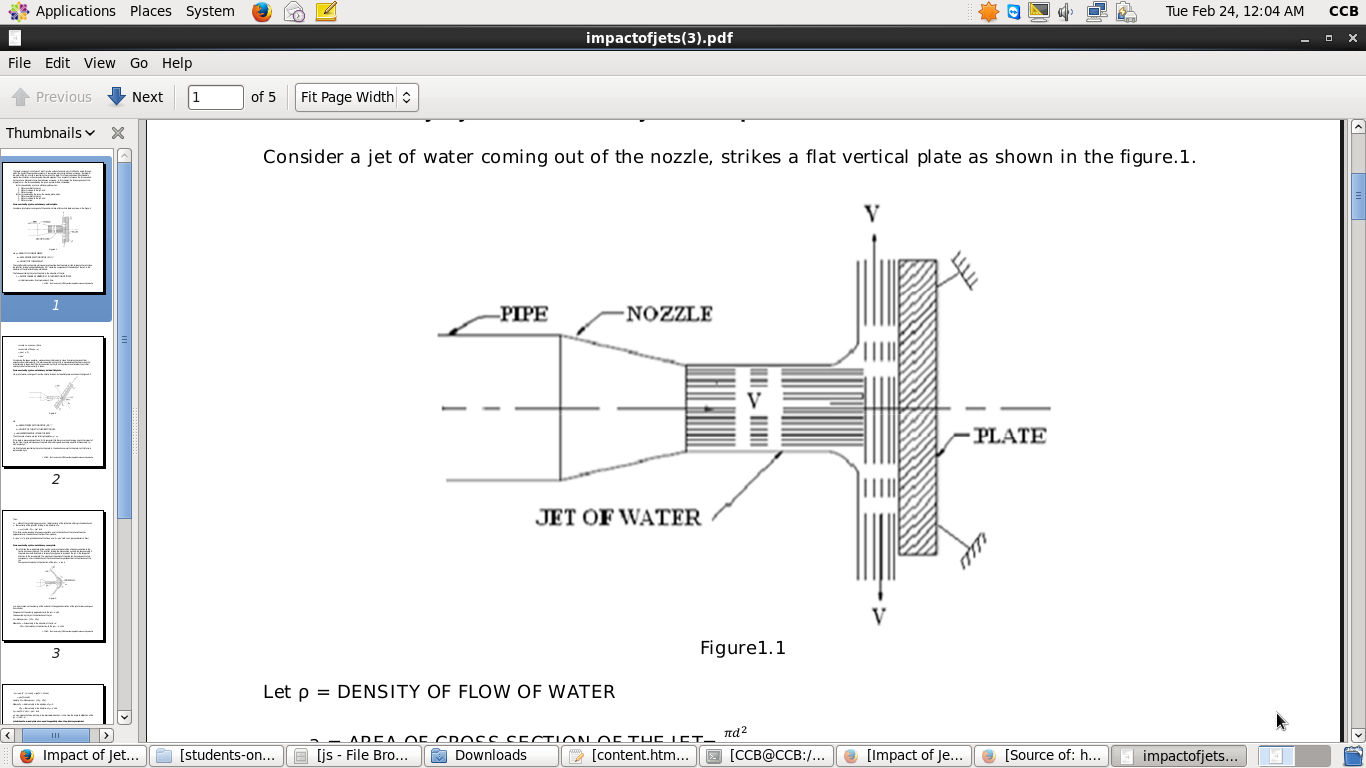 Applications Places System Tue Feb 24, 12:04 AM CCB
impactofjets(3).pdf
File Edit View Go Help
Previous Next 1 of 5 Fit Page Width
Thumbnails
1
2
3
Consider a jet of water coming out of the nozzle, strikes a flat vertical plate as shown in the figure.1.
V
PIPE
NOZZLE
V
PLATE
JET OF WATER
V
Figure1.1
Let ρ = DENSITY OF FLOW OF WATER
a = AREA OF CROSS SECTION OF THE JET= πd²
Impact of Jet... [students-on... [js - File Bro... Downloads [content.htm... [CCB@CCB:/... [Impact of Je... [Source of: h... impactofjets...